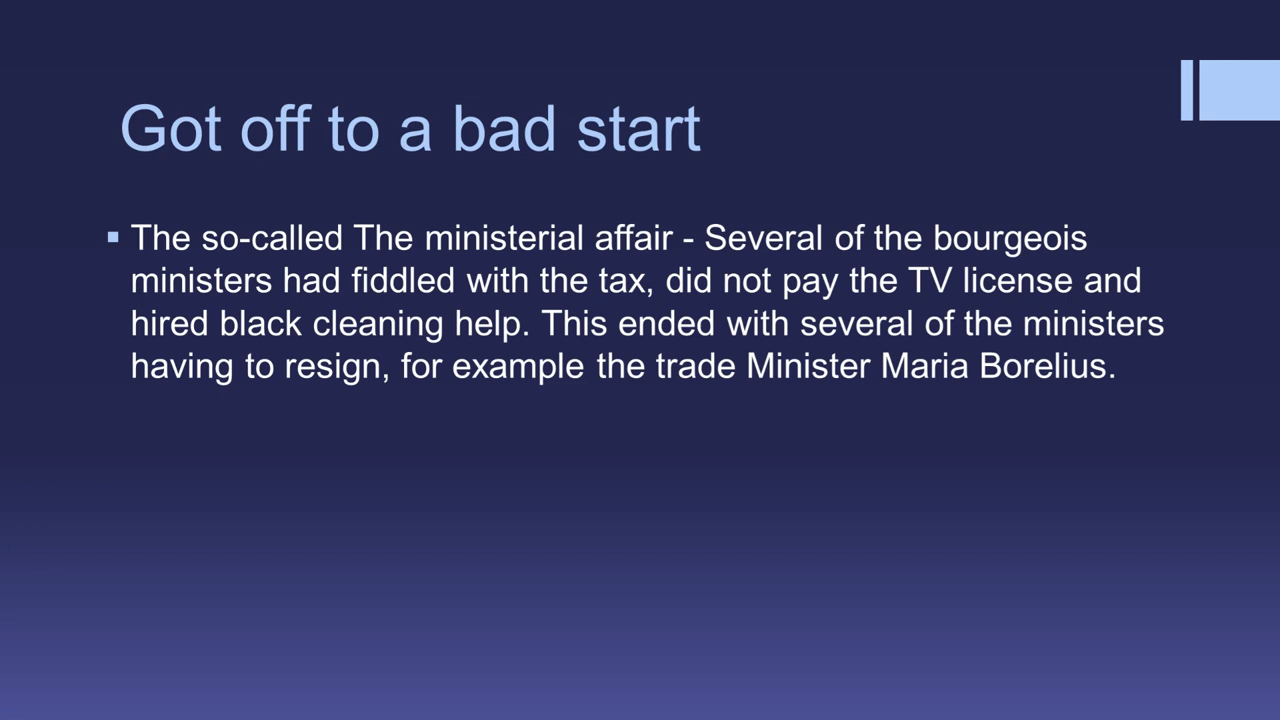 Got off to a bad start
The so-called The ministerial affair - Several of the bourgeois
ministers had fiddled with the tax, did not pay the TV license and
hired black cleaning help. This ended with several of the ministers
having to resign, for example the trade Minister Maria Borelius.